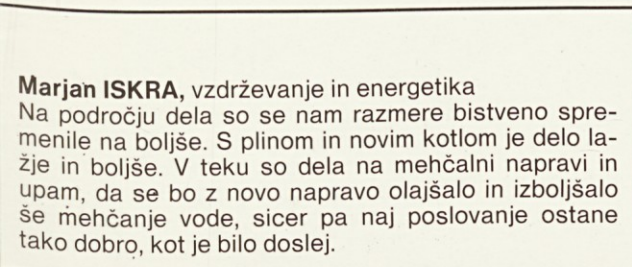 Marjan ISKRA, vzdrževanje in energetika
Na področju dela so se nam razmere bistveno spre-
menile na boljše. S plinom in novim kotlom je delo la-
žje in boljše. V teku so dela na mehčalni napravi in
upam, da se bo z novo napravo olajšalo in izboljšalo
še mehčanje vode, sicer pa naj poslovanje ostane
tako dobro, kot je bilo doslej.